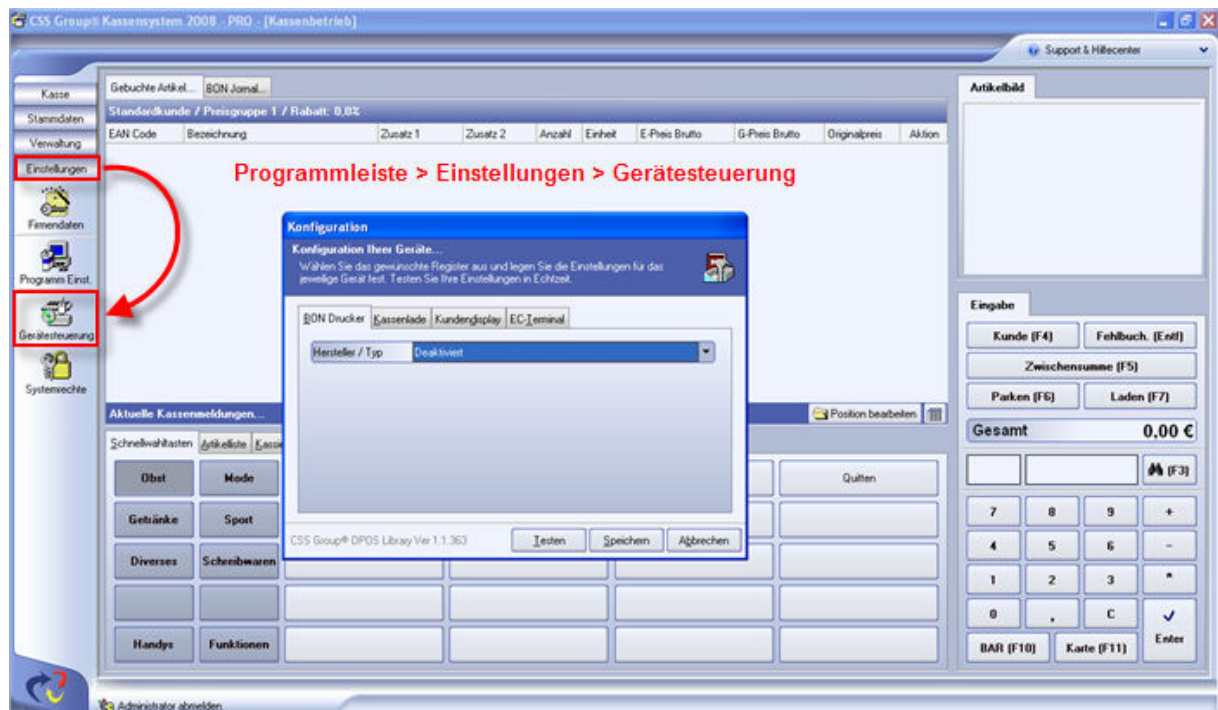 CSS Group® Kassensystem 2008 - PRO - [Kassenbetrieb]
Support & Hilfecenter
Kasse
Stammdaten
Verwaltung
Einstellungen
Firmendaten
Programm Einst.
Gerätesteuerung
Systemrechte
Gebuchte Artikel... BON Jornal...
Standardkunde / Preisgruppe 1 / Rabatt: 0,0%
EAN Code Bezeichnung Zusatz 1 Zusatz 2 Anzahl Einheit E-Preis Brutto G-Preis Brutto Originalpreis Aktion
Programmleiste > Einstellungen > Gerätesteuerung
Konfiguration
Konfiguration Ihrer Geräte...
Wählen Sie das gewünschte Register aus und legen Sie die Einstellungen für das
jeweilige Gerät fest. Testen Sie Ihre Einstellungen in Echtzeit.
BON Drucker Kassenlade Kundendisplay EC-Terminal
Hersteller / Typ Deaktiviert
CSS Group® OPOS Library Ver 1.1.363 Testen Speichern Abbrechen
Aktuelle Kassenmeldungen... Position bearbeiten
Schnellwahltasten Artikelliste
Obst Mode Quitten
Getränke Sport
Diverses Schreibwaren
Handys Funktionen
Artikelbild
Eingabe
Kunde (F4) Fehlbuch. (Entf)
Zwischensumme (F5)
Parken (F6) Laden (F7)
Gesamt 0,00 €
(F3)
7 8 9 +
4 5 6 -
1 2 3 *
0 , C
Enter
BAR (F10) Karte (F11)
Administrator abmelden